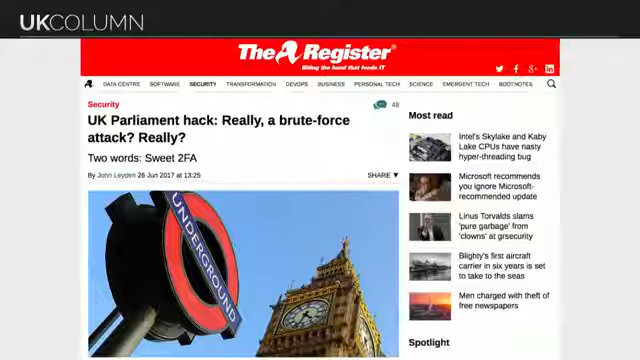 UKCOLUMN
The Register®
Biting the hand that feeds IT
DATA CENTRE SOFTWARE SECURITY TRANSFORMATION DEVOPS BUSINESS PERSONAL TECH SCIENCE EMERGENT TECH BOOTNOTES
Security
49
UK Parliament hack: Really, a brute-force
attack? Really?
Two words: Sweet 2FA
By John Leyden 26 Jun 2017 at 13:25
SHARE ▼
UNDERGROUND
Most read
Intel's Skylake and Kaby
Lake CPUs have nasty
hyper-threading bug
Microsoft recommends
you ignore Microsoft-
recommended update
Linus Torvalds slams
'pure garbage' from
'clowns' at grsecurity
Blighty's first aircraft
carrier in six years is set
to take to the seas
Men charged with theft of
free newspapers
Spotlight